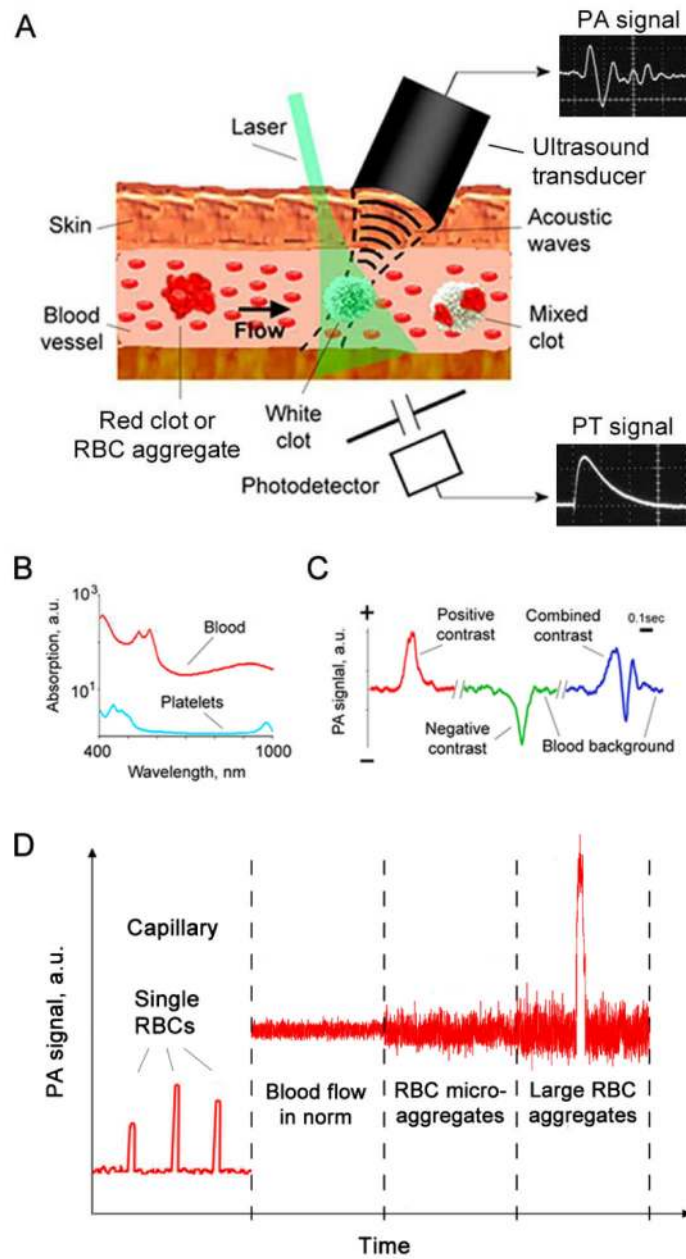 A
PA signal
Laser
Ultrasound
transducer
Skin
Acoustic
waves
Blood
vessel
Flow
Mixed
clot
Red clot or
RBC aggregate
White
clot
PT signal
Photodetector
B
Absorption, a.u.
10³
10¹
Blood
Platelets
400
1000
Wavelength, nm
C
PA signlal, a.u.
+
–
Positive
contrast
Combined
contrast
0.1sec
Negative
contrast
Blood background
D
PA signal, a.u.
Capillary
Single
RBCs
Blood flow
in norm
RBC micro-
aggregates
Large RBC
aggregates
Time